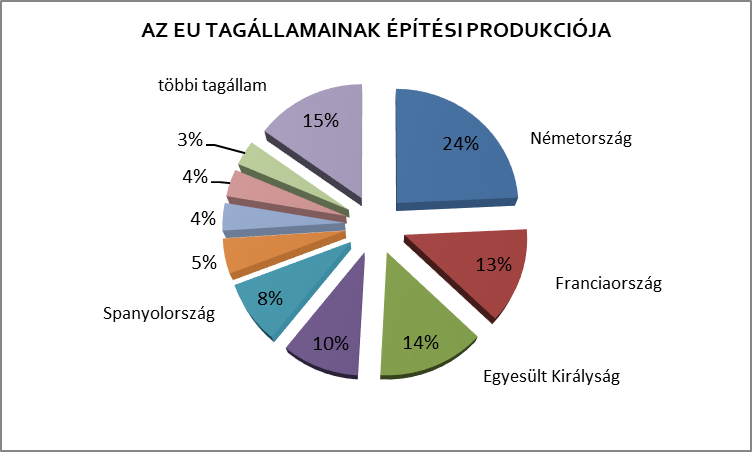 AZ EU TAGÁLLAMAINAK ÉPÍTÉSI PRODUKCIÓJA
többi tagállam
15%
24%
Németország
3%
4%
4%
5%
13%
Franciaország
8%
Spanyolország
10%
14%
Egyesült Királyság